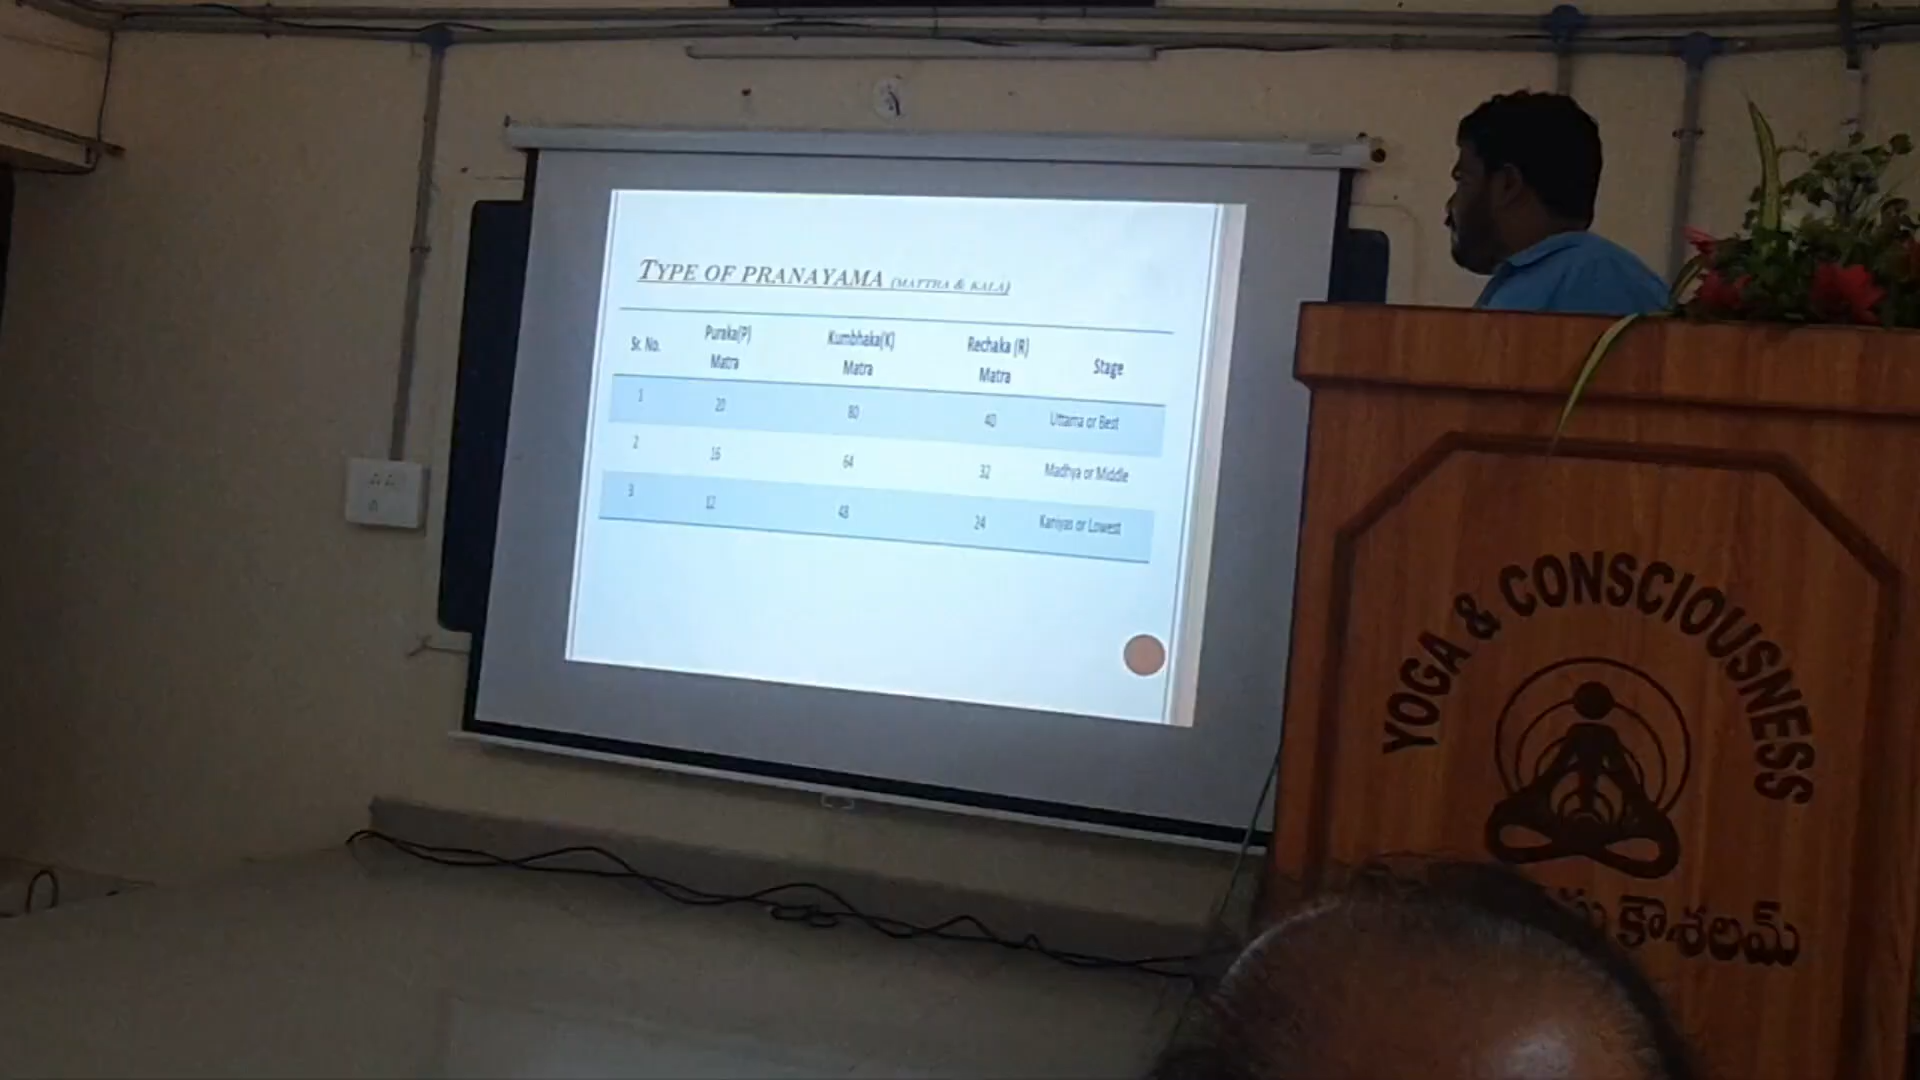 TYPE OF PRANAYAMA (MATTRA & KALA)
Sr. No. Puraka(P) Matra Kumbhaka(K) Matra Rechaka (R) Matra Stage
1 20 80 40 Uttama or Best
2 16 64 32 Madhya or Middle
3 12 48 24 Kaniyas or Lowest
YOGA & CONSCIOUSNESS
కౌశలమ్